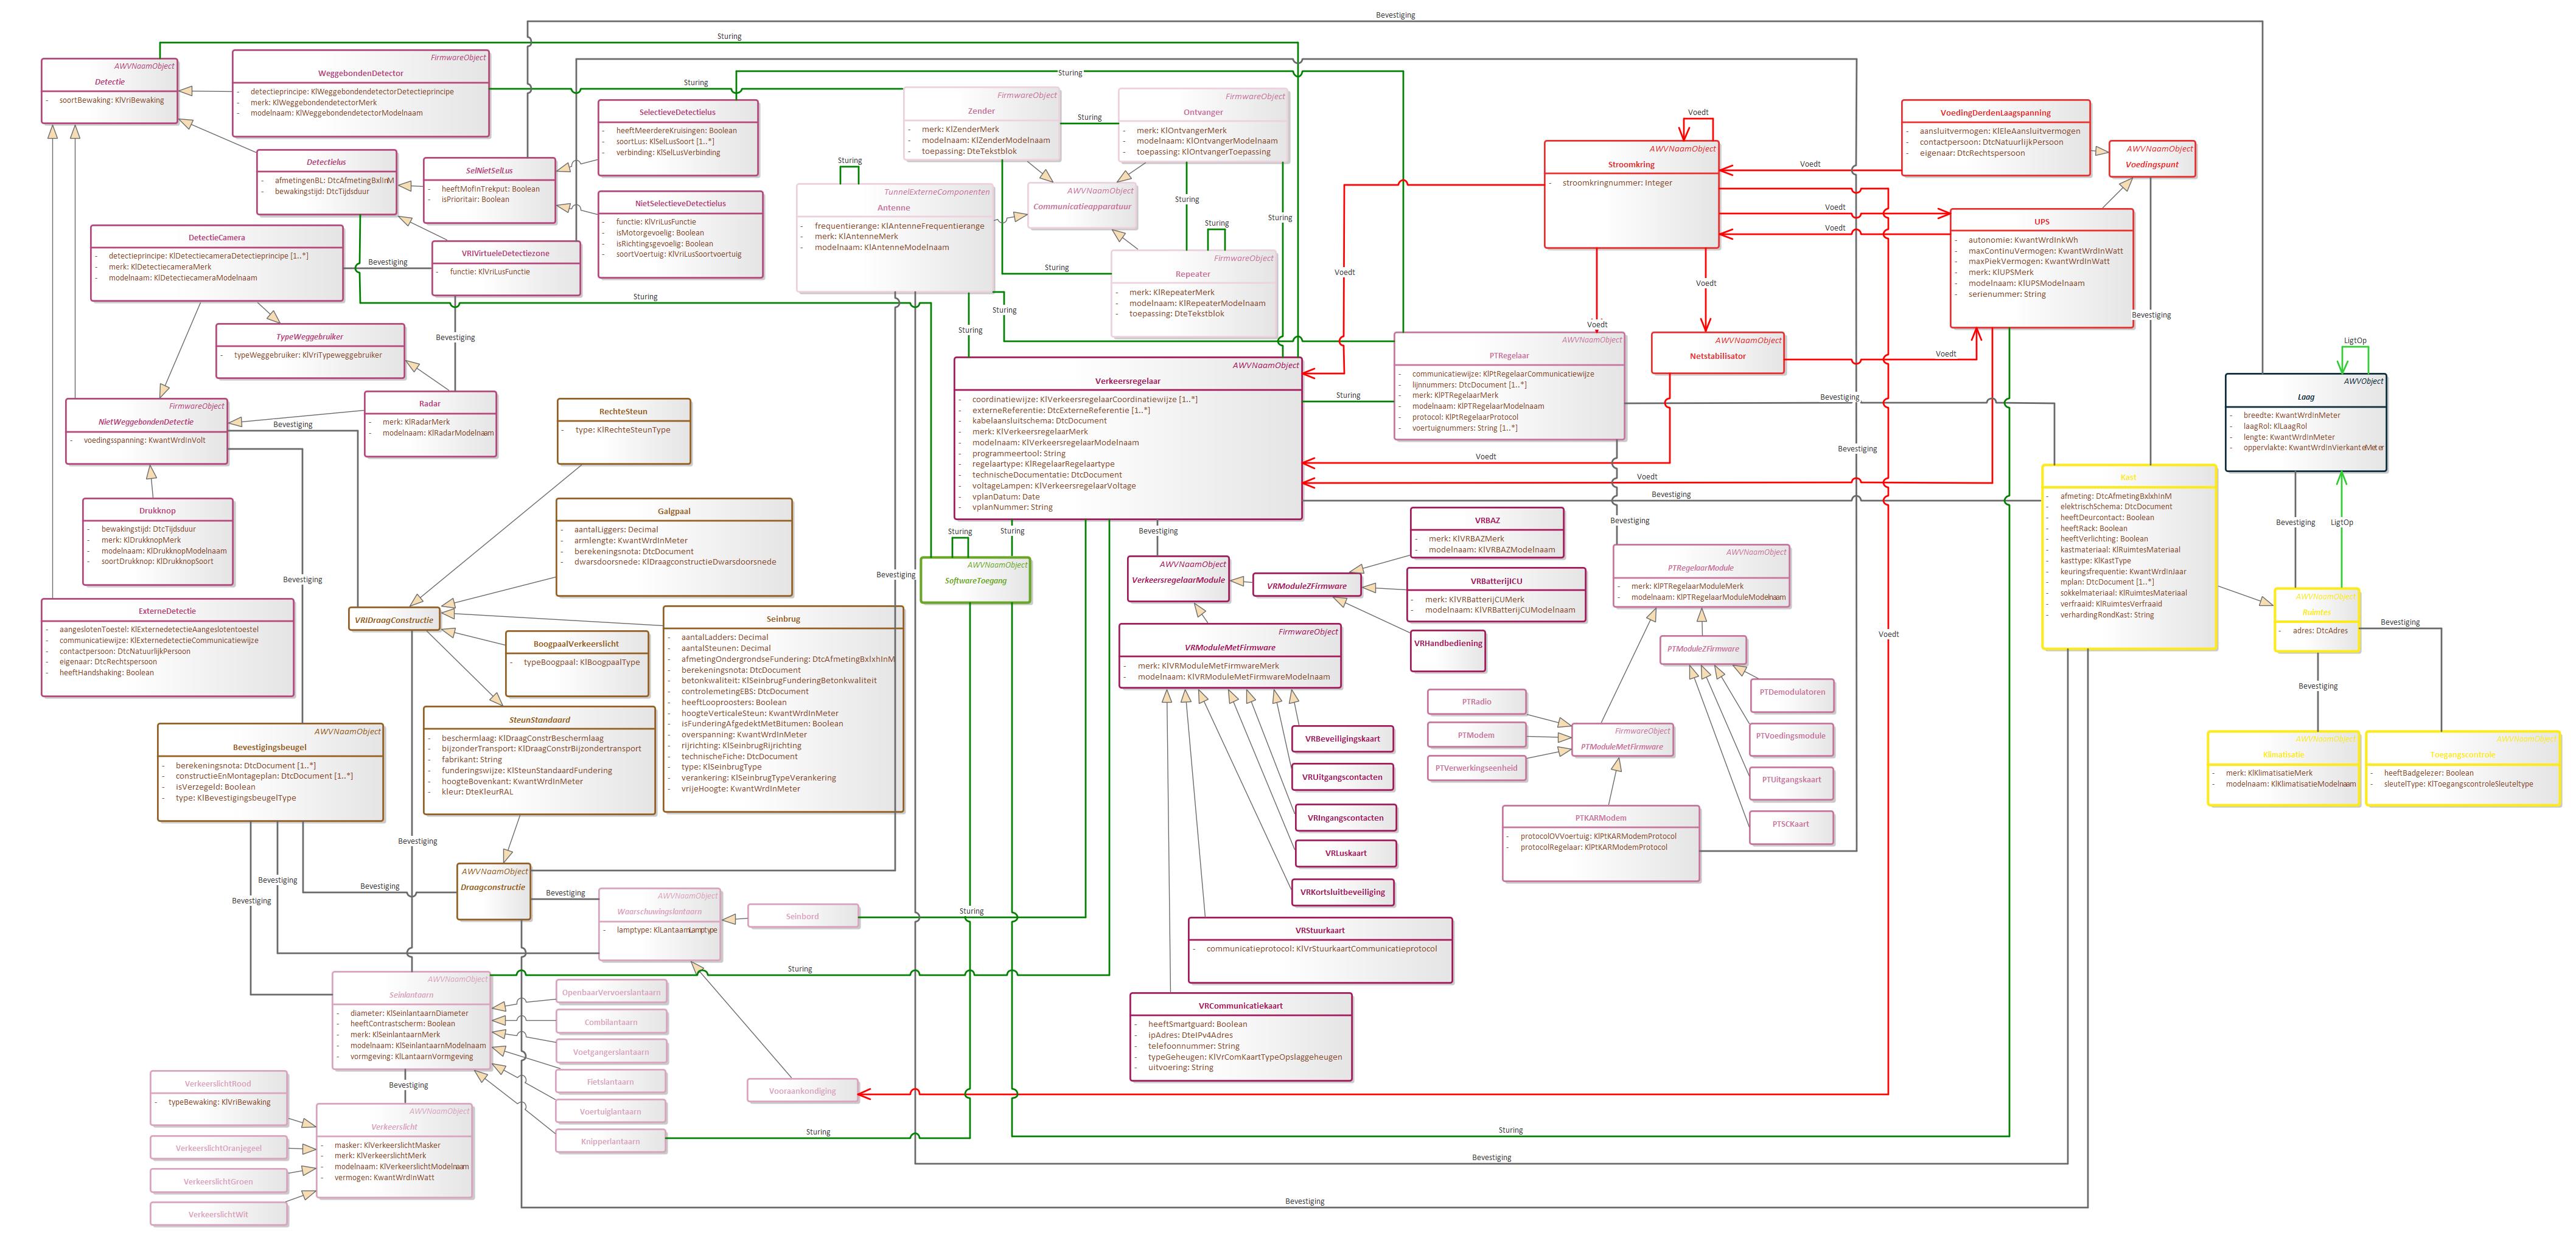 Bevestiging
Sturing
AWVNaamObject
Detectie
- soortBewaking: KlVriBewaking
FirmwareObject
WeggebondenDetector
- detectieprincipe: KlWeggebondendetectorDetectieprincipe
- merk: KlWeggebondendetectorMerk
- modelnaam: KlWeggebondendetectorModelnaam
Sturing
Sturing
SelectieveDetectielus
- heeftMeerdereKruisingen: Boolean
- soortLus: KlSelLusSoort [1..*]
- verbinding: KlSelLusVerbinding
FirmwareObject
Zender
- merk: KlZenderMerk
- modelnaam: KlZenderModelnaam
- toepassing: DteTekstblok
Sturing
FirmwareObject
Ontvanger
- merk: KlOntvangerMerk
- modelnaam: KlOntvangerModelnaam
- toepassing: KlOntvangerToepassing
Voedt
AWVNaamObject
Stroomkring
- stroomkringnummer: Integer
VoedingDerdenLaagspanning
- aansluitvermogen: KlEleAansluitvermogen
- contactpersoon: DtcNatuurlijkPersoon
- eigenaar: DtcRechtspersoon
AWVNaamObject
Voedingspunt
Voedt
Detectielus
- afmetingenBL: DtcAfmetingBxlInM
- bewakingstijd: DtcTijdsduur
SelNietSelLus
- heeftMofInTrekput: Boolean
- isPrioritair: Boolean
NietSelectieveDetectielus
- functie: KlVriLusFunctie
- isMotorgevoelig: Boolean
- isRichtingsgevoelig: Boolean
- soortVoertuig: KlVriLusSoortvoertuig
Sturing
TunnelExterneComponenten
Antenne
- frequentierange: KlAntenneFrequentierange
- merk: KlAntenneMerk
- modelnaam: KlAntenneModelnaam
AWVNaamObject
Communicatieapparatuur
Sturing
Sturing
Sturing
Sturing
FirmwareObject
Repeater
- merk: KlRepeaterMerk
- modelnaam: KlRepeaterModelnaam
- toepassing: DteTekstblok
Voedt
Voedt
UPS
- autonomie: KwantWrdInkWh
- maxContinuVermogen: KwantWrdInWatt
- maxPiekVermogen: KwantWrdInWatt
- merk: KlUPSMerk
- modelnaam: KlUPSModelnaam
- serienummer: String
Voedt
Voedt
Voedt
Bevestiging
DetectieCamera
- detectieprincipe: KlDetectiecameraDetectieprincipe [1..*]
- merk: KlDetectiecameraMerk
- modelnaam: KlDetectiecameraModelnaam
Bevestiging
VRIVirtueleDetectiezone
- functie: KlVriLusFunctie
Sturing
Sturing
Sturing
TypeWeggebruiker
- typeWeggebruiker: KlVriTypeweggebruiker
Bevestiging
AWVNaamObject
Netstabilisator
Voedt
LigtOp
AWVObject
Laag
- breedte: KwantWrdInMeter
- laagRol: KlLaagRol
- lengte: KwantWrdInMeter
- oppervlakte: KwantWrdInVierkanteMeter
AWVNaamObject
Verkeersregelaar
- coordinatiewijze: KlVerkeersregelaarCoordinatiewijze [1..*]
- externeReferentie: DtcExterneReferentie [1..*]
- kabelaansluitschema: DtcDocument
- merk: KlVerkeersregelaarMerk
- modelnaam: KlVerkeersregelaarModelnaam
- programmeertool: String
- regelaartype: KlRegelaarRegelaartype
- technischeDocumentatie: DtcDocument
- voltageLampen: KlVerkeersregelaarVoltage
- vplanDatum: Date
- vplanNummer: String
Sturing
AWVNaamObject
PTRegelaar
- communicatiewijze: KlPtRegelaarCommunicatiewijze
- lijnnummers: DtcDocument [1..*]
- merk: KlPTRegelaarMerk
- modelnaam: KlPTRegelaarModelnaam
- protocol: KlPtRegelaarProtocol
- voertuignummers: String [1..*]
Bevestiging
Voedt
Voedt
Bevestiging
FirmwareObject
NietWeggebondenDetectie
- voedingsspanning: KwantWrdInVolt
Radar
- merk: KlRadarMerk
- modelnaam: KlRadarModelnaam
Bevestiging
RechteSteun
- type: KlRechteSteunType
Kast
- afmeting: DtcAfmetingBxlxhInM
- elektrischSchema: DtcDocument
- heeftDeurcontact: Boolean
- heeftRack: Boolean
- heeftVerlichting: Boolean
- kastmateriaal: KlRuimtesMateriaal
- kasttype: KlKastType
- keuringsfrequentie: KwantWrdInJaar
- mplan: DtcDocument [1..*]
- sokkelmateriaal: KlRuimtesMateriaal
- verfraaid: KlRuimtesVerfraaid
- verhardingRondKast: String
Bevestiging
LigtOp
AWVNaamObject
Ruimtes
- adres: DtcAdres
Bevestiging
Bevestiging
AWVNaamObject
Klimatisatie
- merk: KlKlimatisatieMerk
- modelnaam: KlKlimatisatieModelnaam
AWVNaamObject
Toegangscontrole
- heeftBadgelezer: Boolean
- sleutelType: KlToegangscontroleSleuteltype
Drukknop
- bewakingstijd: DtcTijdsduur
- merk: KlDrukknopMerk
- modelnaam: KlDrukknopModelnaam
- soortDrukknop: KlDrukknopSoort
Galgpaal
- aantalLiggers: Decimal
- armlengte: KwantWrdInMeter
- berekeningsnota: DtcDocument
- dwarsdoorsnede: KlDraagconstructieDwarsdoorsnede
Bevestiging
Sturing
Sturing
Bevestiging
AWVNaamObject
SoftwareToegang
Bevestiging
AWVNaamObject
VerkeersregelaarModule
VRModuleZFirmware
VRBAZ
- merk: KlVRBAZMerk
- modelnaam: KlVRBAZModelnaam
VRBatterijICU
- merk: KlVRBatterijCUMerk
- modelnaam: KlVRBatterijCUModelnaam
VRHandbediening
Bevestiging
AWVNaamObject
PTRegelaarModule
- merk: KlPTRegelaarModuleMerk
- modelnaam: KlPTRegelaarModuleModelnaam
PTModuleZFirmware
Voedt
ExterneDetectie
- aangeslotenToestel: KlExternedetectieAangeslotentoestel
- communicatiewijze: KlExternedetectieCommunicatiewijze
- contactpersoon: DtcNatuurlijkPersoon
- eigenaar: DtcRechtspersoon
- heeftHandshaking: Boolean
VRIDraagConstructie
BoogpaalVerkeerslicht
- typeBoogpaal: KlBoogpaalType
Seinbrug
- aantalLadders: Decimal
- aantalSteunen: Decimal
- afmetingOndergrondseFundering: DtcAfmetingBxlxhInM
- berekeningsnota: DtcDocument
- betonkwaliteit: KlSeinbrugFunderingBetonkwaliteit
- controlemetingEBS: DtcDocument
- heeftLooproosters: Boolean
- hoogteVerticaleSteun: KwantWrdInMeter
- isFunderingAfgedektMetBitumen: Boolean
- overspanning: KwantWrdInMeter
- rijrichting: KlSeinbrugRijrichting
- technischeFiche: DtcDocument
- type: KlSeinbrugType
- verankering: KlSeinbrugTypeVerankering
- vrijeHoogte: KwantWrdInMeter
FirmwareObject
VRModuleMetFirmware
- merk: KlVRModuleMetFirmwareMerk
- modelnaam: KlVRModuleMetFirmwareModelnaam
PTRadio
PTModem
PTVerwerkingseenheid
FirmwareObject
PTModuleMetFirmware
PTDemodulatoren
PTVoedingsmodule
PTUitgangskaart
PTSCKaart
SteunStandaard
- beschermlaag: KlDraagConstrBeschermlaag
- bijzonderTransport: KlDraagConstrBijzondertransport
- fabrikant: String
- funderingswijze: KlSteunStandaardFundering
- hoogteBovenkant: KwantWrdInMeter
- kleur: DteKleurRAL
AWVNaamObject
Bevestigingsbeugel
- berekeningsnota: DtcDocument [1..*]
- constructieEnMontageplan: DtcDocument [1..*]
- isVerzegeld: Boolean
- type: KlBevestigingsbeugelType
VRBeveiligingskaart
VRUitgangscontacten
VRIngangscontacten
VRLuskaart
VRKortsluitbeveiliging
PTKARModem
- protocolOVVoertuig: KlPtKARModemProtocol
- protocolRegelaar: KlPtKARModemProtocol
Bevestiging
Bevestiging
Bevestiging
Bevestiging
AWVNaamObject
Draagconstructie
Bevestiging
AWVNaamObject
Waarschuwingslantaarn
- lamptype: KlLantaarnLamptype
Seinbord
Sturing
VRStuurkaart
- communicatieprotocol: KlVrStuurkaartCommunicatieprotocol
Sturing
AWVNaamObject
Seinlantaarn
- diameter: KlSeinlantaarnDiameter
- heeftContrastscherm: Boolean
- merk: KlSeinlantaarnMerk
- modelnaam: KlSeinlantaarnModelnaam
- vormgeving: KlLantaarnVormgeving
OpenbaarVervoerslantaarn
Combilantaarn
Voetgangerslantaarn
Fietslantaarn
Voertuiglantaarn
Knipperlantaarn
VRCommunicatiekaart
- heeftSmartguard: Boolean
- ipAdres: DteIPv4Adres
- telefoonnummer: String
- typeGeheugen: KlVrComKaartTypeOpslaggeheugen
- uitvoering: String
Vooraankondiging
Bevestiging
VerkeerslichtRood
- typeBewaking: KlVriBewaking
VerkeerslichtOranjegeel
VerkeerslichtGroen
VerkeerslichtWit
AWVNaamObject
Verkeerslicht
- masker: KlVerkeerslichtMasker
- merk: KlVerkeerslichtMerk
- modelnaam: KlVerkeerslichtModelnaam
- vermogen: KwantWrdInWatt
Sturing
Sturing
Bevestiging
Bevestiging